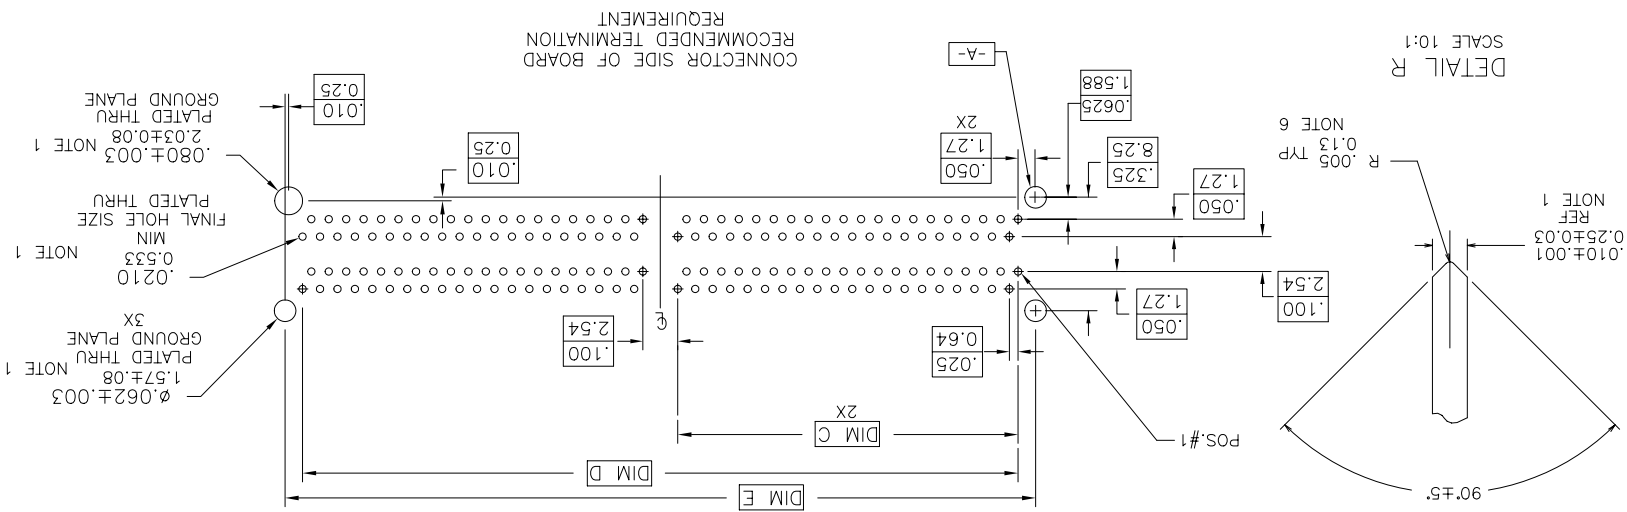 90°±5°
.010±.001
0.25±0.03
REF
NOTE 1
R .005 TYP
0.13
NOTE 6
DETAIL R
SCALE 10:1
DIM E
DIM D
DIM C
2X
POS.#1
.100
2.54
.050
1.27
.025
0.64
.100
2.54
℄
ø.062±.003
1.57±.08 NOTE 1
PLATED THRU
GROUND PLANE
3X
.0210
0.533 NOTE 1
MIN
FINAL HOLE SIZE
PLATED THRU
.050
1.27
.325
8.25
.050
1.27
2X
.0625
1.588
-A-
.010
0.25
.080±.003
2.03±0.08 NOTE 1
PLATED THRU
GROUND PLANE
.010
0.25
CONNECTOR SIDE OF BOARD
RECOMMENDED TERMINATION
REQUIREMENT